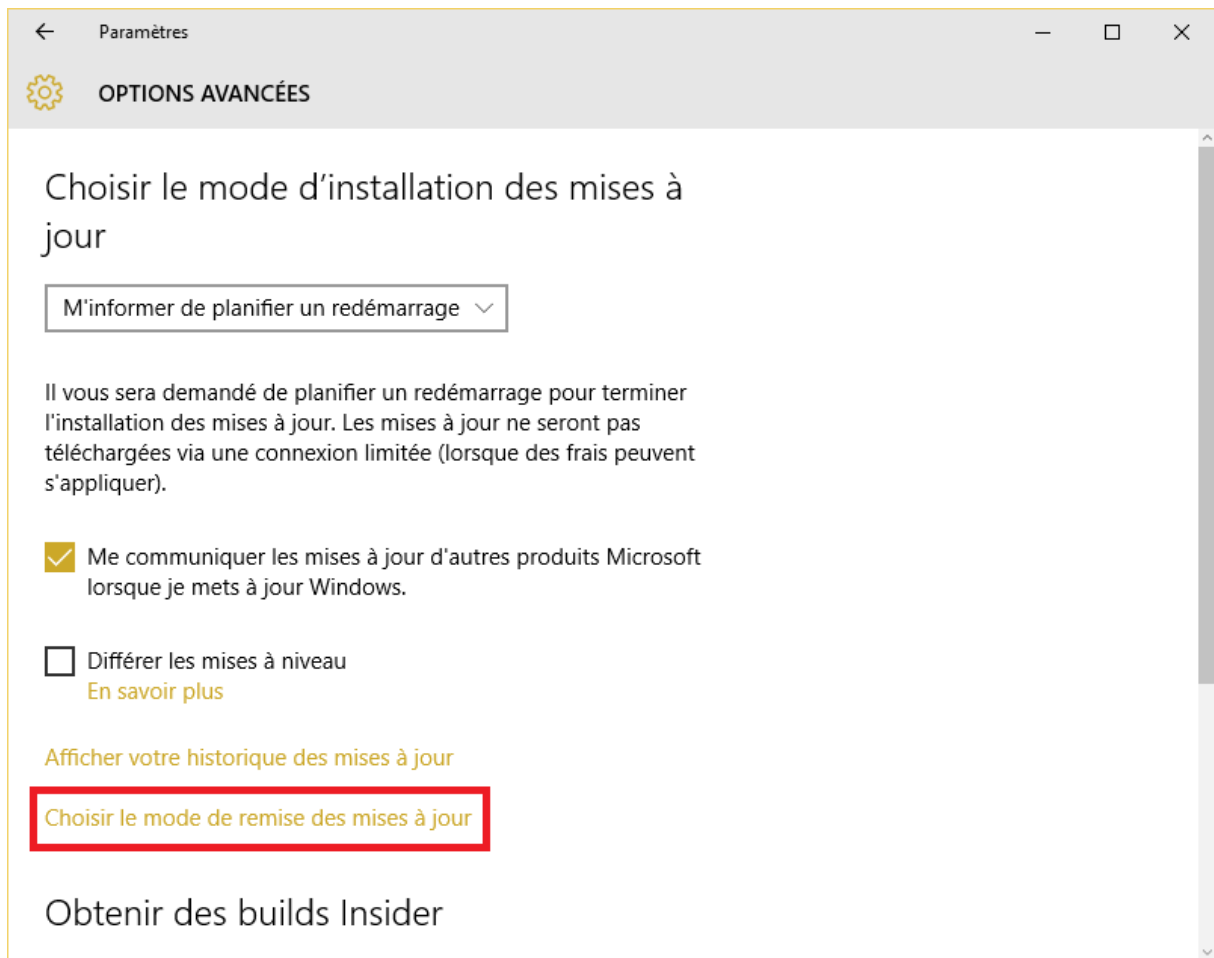 Paramètres
OPTIONS AVANCÉES
Choisir le mode d’installation des mises à
jour
M'informer de planifier un redémarrage
Il vous sera demandé de planifier un redémarrage pour terminer
l'installation des mises à jour. Les mises à jour ne seront pas
téléchargées via une connexion limitée (lorsque des frais peuvent
s'appliquer).
Me communiquer les mises à jour d'autres produits Microsoft
lorsque je mets à jour Windows.
Différer les mises à niveau
En savoir plus
Afficher votre historique des mises à jour
Choisir le mode de remise des mises à jour
Obtenir des builds Insider